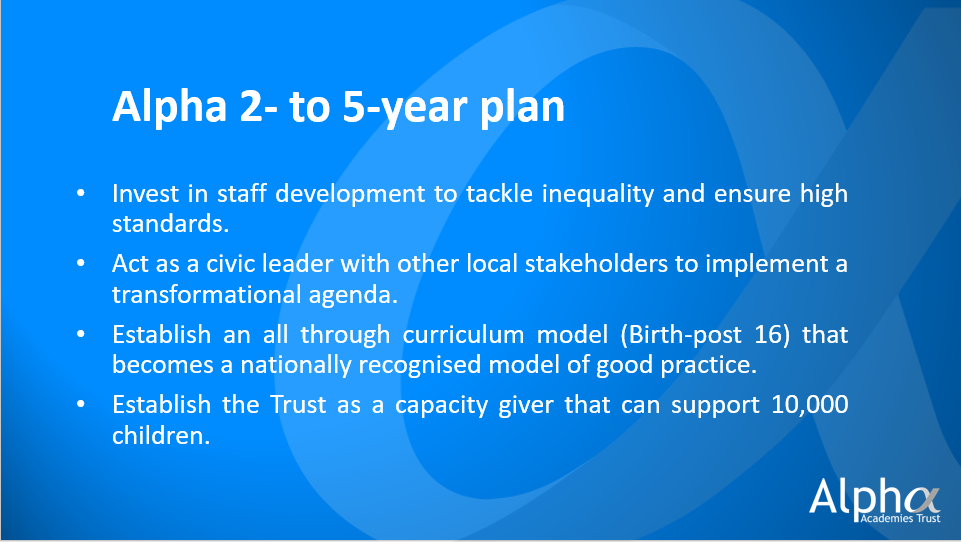 Alpha 2- to 5-year plan
• Invest in staff development to tackle inequality and ensure high
standards.
• Act as a civic leader with other local stakeholders to implement a
transformational agenda.
• Establish an all through curriculum model (Birth-post 16) that
becomes a nationally recognised model of good practice.
• Establish the Trust as a capacity giver that can support 10,000
children.
Alphα
Academies Trust